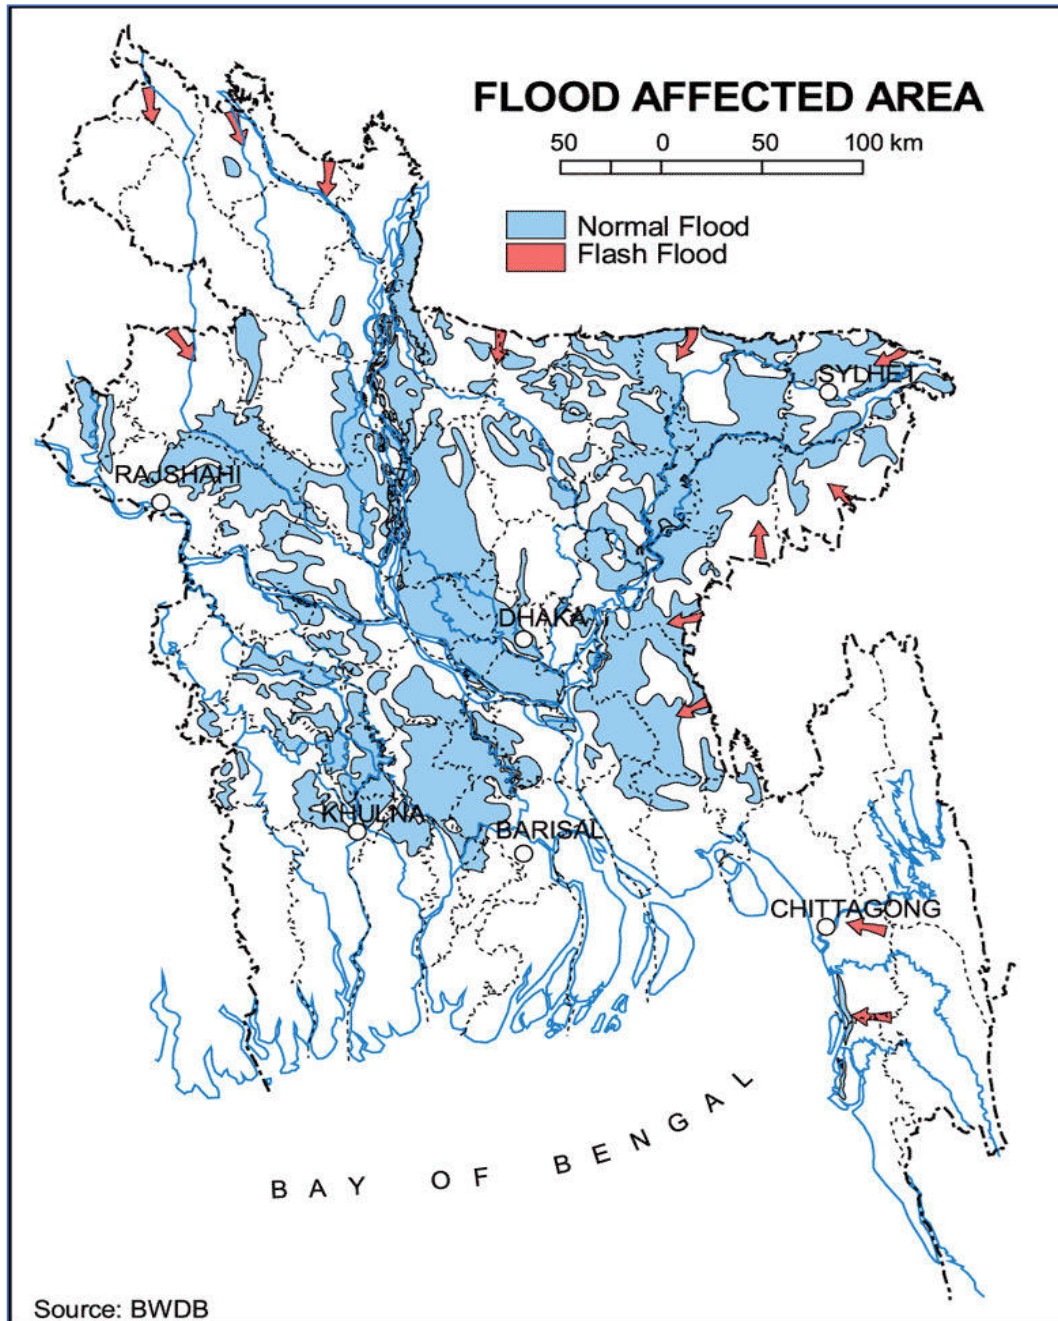 FLOOD AFFECTED AREA
50 0 50 100 km
Normal Flood
Flash Flood
SYLHET
RAJSHAHI
DHAKA
KHULNA
BARISAL
CHITTAGONG
BAY OF BENGAL
Source: BWDB